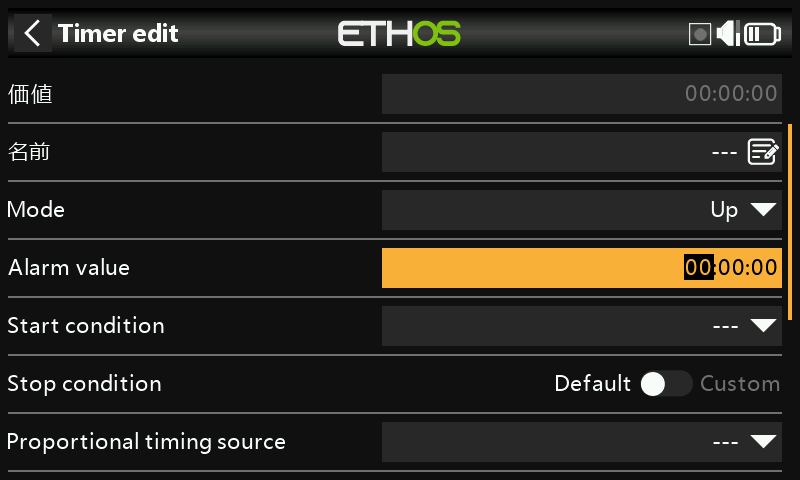 Timer edit
ETHOS
価値 00:00:00
名前 ---
Mode Up
Alarm value 00:00:00
Start condition ---
Stop condition Default Custom
Proportional timing source ---